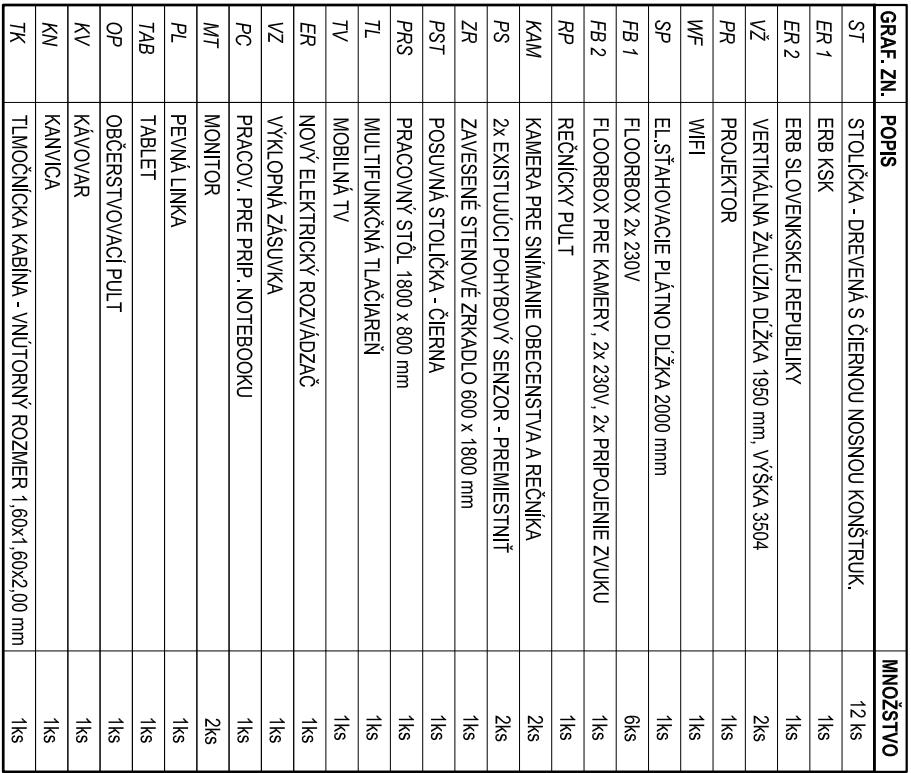 GRAF. ZN. POPIS MNOŽSTVO
ST STOLIČKA - DREVENÁ S ČIERNOU NOSNOU KONŠTRUK. 12 ks
ER 1 ERB KSK 1ks
ER 2 ERB SLOVENKSKEJ REPUBLIKY 1ks
VŽ VERTIKÁLNA ŽALÚZIA DĹŽKA 1950 mm, VÝŠKA 3504 2ks
PR PROJEKTOR 1ks
WF WIFI 1ks
SP EL.SŤAHOVACIE PLÁTNO DĹŽKA 2000 mnm 1ks
FB 1 FLOORBOX 2x 230V 6ks
FB 2 FLOORBOX PRE KAMERY, 2x 230V, 2x PRIPOJENIE ZVUKU 1ks
RP REČNÍCKY PULT 1ks
KAM KAMERA PRE SNÍMANIE OBECENSTVA A REČNÍKA 2ks
PS 2x EXISTUJÚCI POHYBOVÝ SENZOR - PREMIESTNIŤ 2ks
ZR ZAVESENÉ STENOVÉ ZRKADLO 600 x 1800 mm 1ks
PST POSUVNÁ STOLIČKA - ČIERNA 1ks
PRS PRACOVNÝ STÔL 1800 x 800 mm 1ks
TL MULTIFUNKČNÁ TLAČIAREŇ 1ks
TV MOBILNÁ TV 1ks
ER NOVÝ ELEKTRICKÝ ROZVÁDZAČ 1ks
VZ VÝKLOPNÁ ZÁSUVKA 1ks
PC PRACOV. PRE PRIP. NOTEBOOKU 1ks
MT MONITOR 2ks
PL PEVNÁ LINKA 1ks
TAB TABLET 1ks
OP OBČERSTVOVACÍ PULT 1ks
KV KÁVOVAR 1ks
KN KANVICA 1ks
TK TLMOČNÍCKA KABÍNA - VNÚTORNÝ ROZMER 1,60x1,60x2,00 mm 1ks